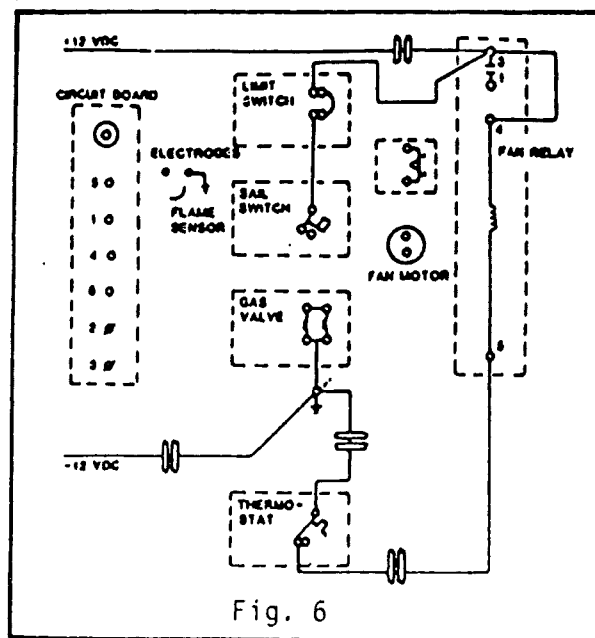 +12 VDC
LIMIT
SWITCH
3
1
4
FAN RELAY
CIRCUIT BOARD
ELECTRODES
FLAME
SENSOR
SAIL
SWITCH
FAN MOTOR
5
1
4
6
2
3
GAS
VALVE
5
-12 VDC
THERMO-
STAT
Fig. 6